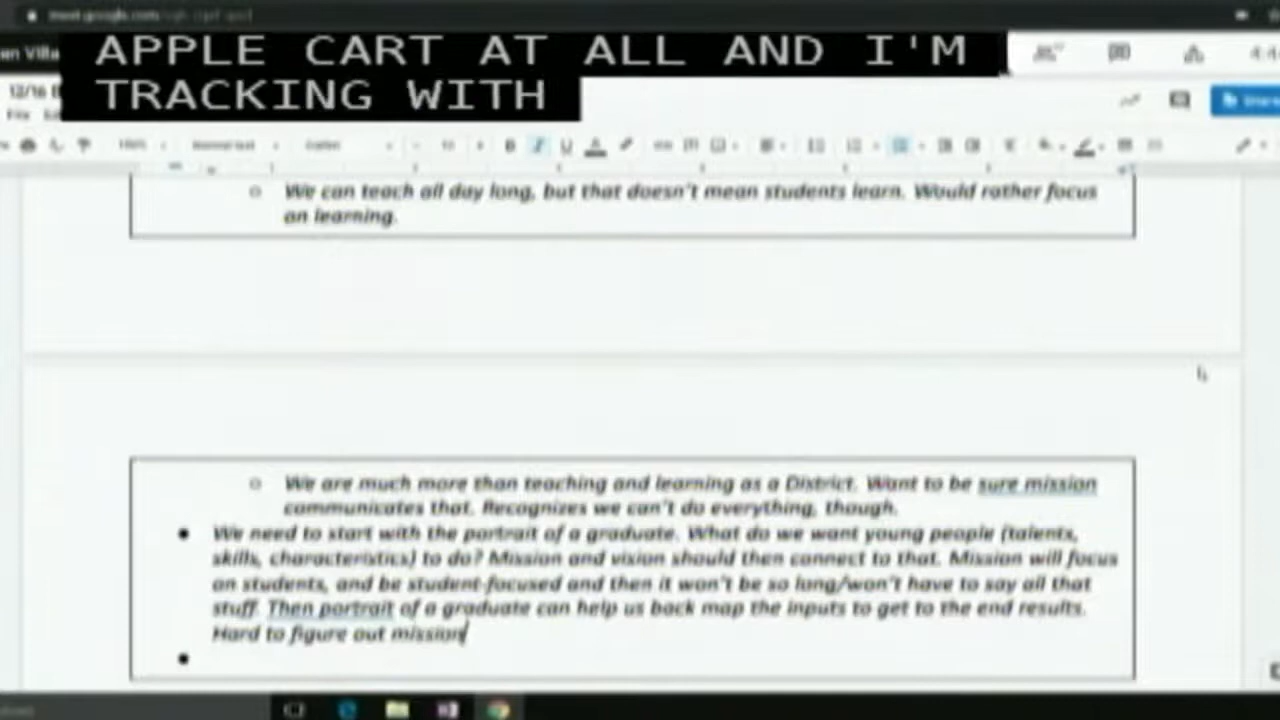 meet.google.com
APPLE CART AT ALL AND I'M
TRACKING WITH
12/16
File
We can teach all day long, but that doesn't mean students learn. Would rather focus
on learning.
We are much more than teaching and learning as a District. Want to be sure mission
communicates that. Recognizes we can't do everything, though.
We need to start with the portrait of a graduate. What do we want young people (talents,
skills, characteristics) to do? Mission and vision should then connect to that. Mission will focus
on students, and be student-focused and then it won't be so long/won't have to say all that
stuff. Then portrait of a graduate can help us back map the inputs to get to the end results.
Hard to figure out mission